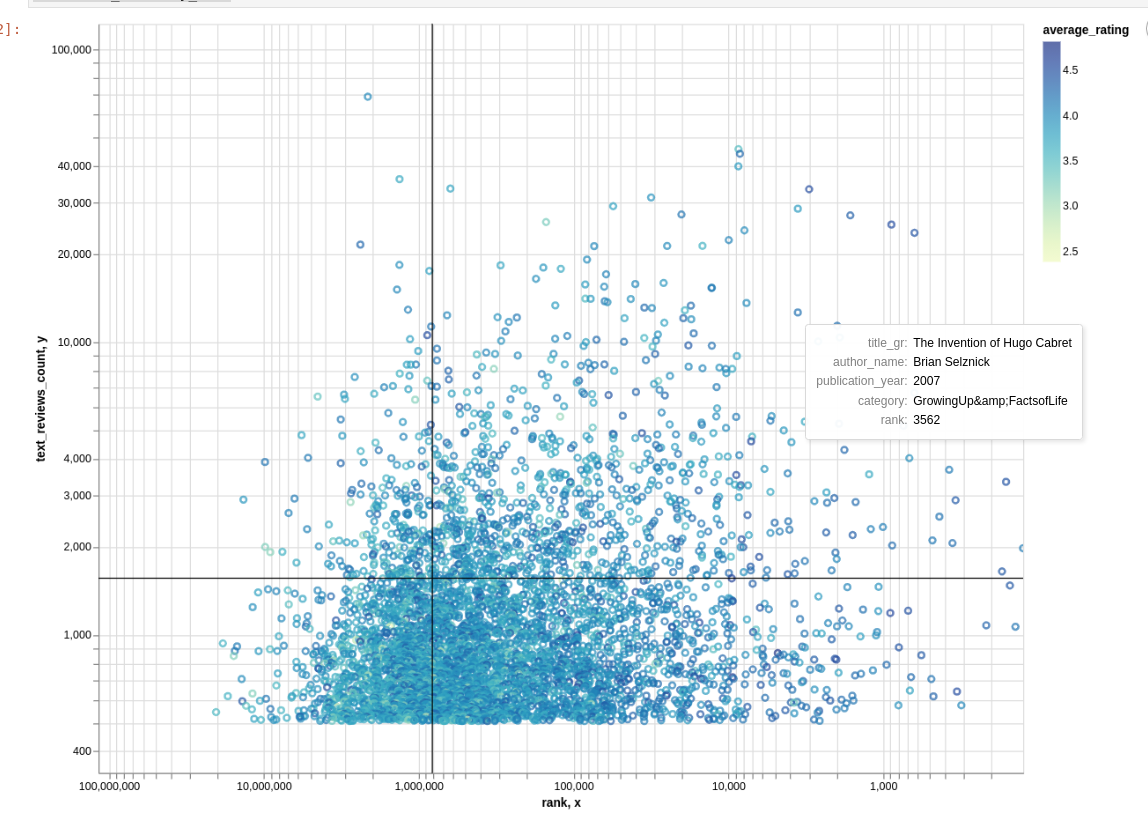 2]:
average_rating
4.5
4.0
3.5
3.0
2.5
100,000
40,000
30,000
20,000
10,000
4,000
3,000
2,000
1,000
400
text_reviews_count, y
title_gr: The Invention of Hugo Cabret
author_name: Brian Selznick
publication_year: 2007
category: GrowingUp&amp;FactsofLife
rank: 3562
100,000,000 10,000,000 1,000,000 100,000 10,000 1,000
rank, x